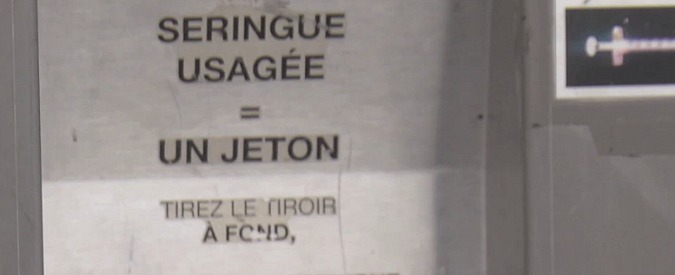 SERINGUE
USAGÉE
=
UN JETON
TIREZ LE TIROIR
À FOND,